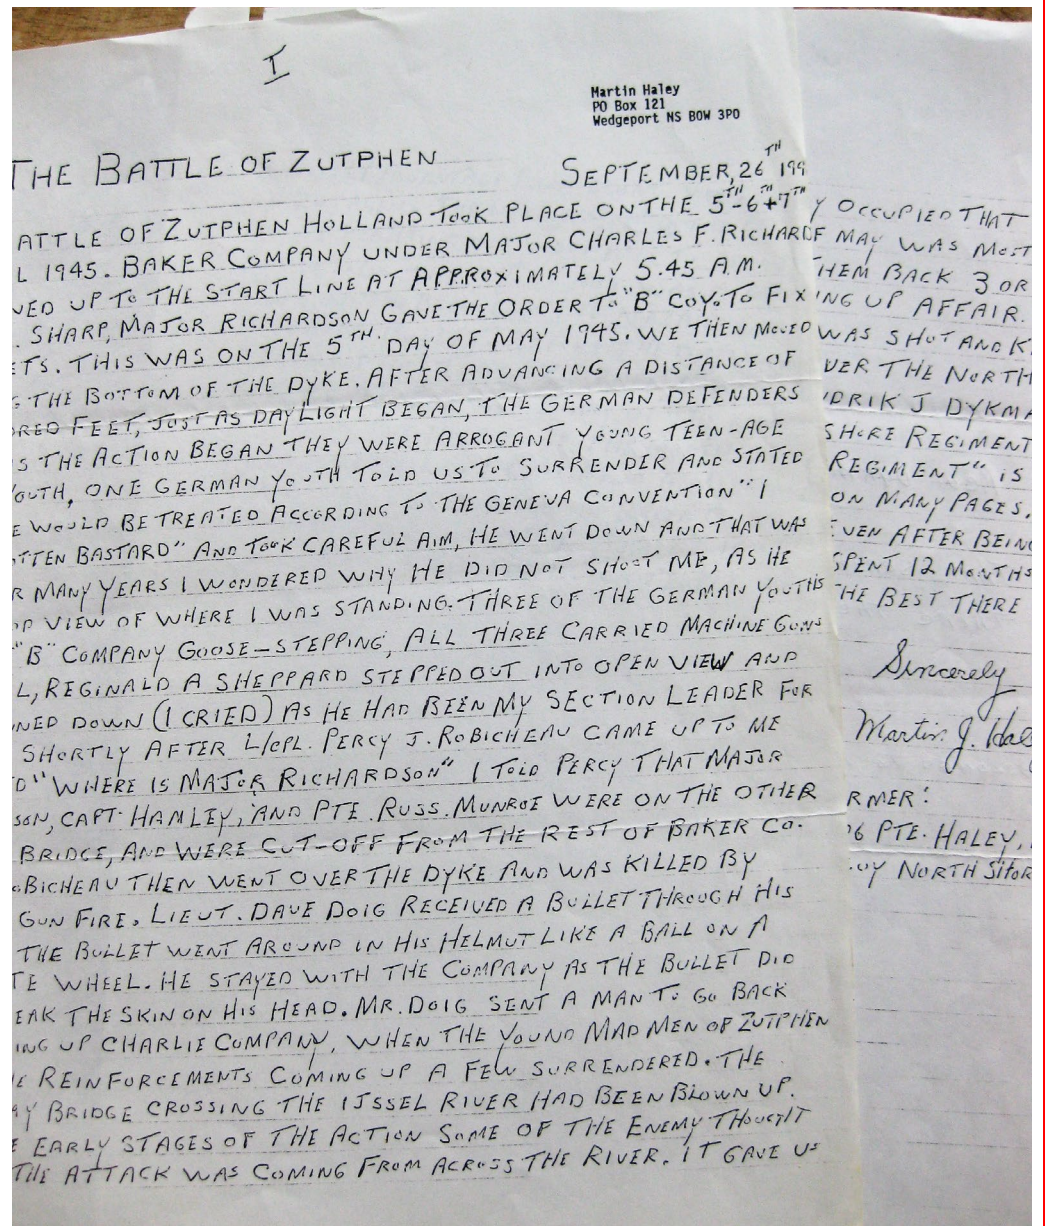 I
Martin Haley
PO Box 121
Wedgeport NS BOW 3PO
THE BATTLE OF ZUTPHEN
SEPTEMBER, 26TH 199
ATTLE OF ZUTPHEN HOLLAND TOOK PLACE ON THE 5TH-6TH+7TH
L 1945. BAKER COMPANY UNDER MAJOR CHARLES F. RICHARD
VED UP TO THE START LINE AT APPROXIMATELY 5.45 A.M.
. SHARP, MAJOR RICHARDSON GAVE THE ORDER TO "B" COY. TO FIX
ETS. THIS WAS ON THE 5TH DAY OF MAY 1945. WE THEN MOVED
G THE BOTTOM OF THE DYKE. AFTER ADVANCING A DISTANCE OF
DRED FEET, JUST AS DAYLIGHT BEGAN, THE GERMAN DEFENDERS
S THE ACTION BEGAN THEY WERE ARROGANT YOUNG TEEN-AGE
OUTH, ONE GERMAN YOUTH TOLD US TO SURRENDER AND STATED
E WOULD BE TREATED ACCORDING TO THE GENEVA CONVENTION" I
TTEN BASTARD" AND TOOK CAREFUL AIM, HE WENT DOWN AND THAT WAS
R MANY YEARS I WONDERED WHY HE DID NOT SHOOT ME, AS HE
VIEW OF WHERE I WAS STANDING. THREE OF THE GERMAN YOUTHS
"B" COMPANY GOOSE-STEPPING, ALL THREE CARRIED MACHINE GUNS
L, REGINALD A SHEPPARD STEPPED OUT INTO OPEN VIEW AND
NED DOWN (I CRIED) AS HE HAD BEEN MY SECTION LEADER FOR
SHORTLY AFTER L/CPL. PERCY J. ROBICHEAU CAME UP TO ME
D "WHERE IS MAJOR RICHARDSON" I TOLD PERCY THAT MAJOR
SON, CAPT. HAMLEY, AND PTE. RUSS. MUNROE WERE ON THE OTHER
BRIDGE, AND WERE CUT-OFF FROM THE REST OF BAKER CO.
OBICHEAU THEN WENT OVER THE DYKE AND WAS KILLED BY
GUN FIRE. LIEUT. DAVE DOIG RECEIVED A BULLET THROUGH HIS
THE BULLET WENT AROUND IN HIS HELMUT LIKE A BALL ON A
TE WHEEL. HE STAYED WITH THE COMPANY AS THE BULLET DID
EAK THE SKIN ON HIS HEAD. MR. DOIG SENT A MAN TO GO BACK
ING UP CHARLIE COMPANY, WHEN THE YOUNG MAD MEN OF ZUTPHEN
E REINFORCEMENTS COMING UP A FEW SURRENDERED. THE
AY BRIDGE CROSSING THE IJSSEL RIVER HAD BEEN BLOWN UP.
E EARLY STAGES OF THE ACTION SOME OF THE ENEMY THOUGHT
THE ATTACK WAS COMING FROM ACROSS THE RIVER. IT GAVE US
Y OCCUPIED THAT
F MAY WAS MOST
HEM BACK 3 OR
ING UP AFFAIR.
WAS SHOT AND K
VER THE NORTH
DRIK J DYKMA
SHORE REGIMENT
REGIMENT" IS
ON MANY PAGES.
EVEN AFTER BEING
SPENT 12 MONTHS
THE BEST THERE
Sincerely
Martin J. Hal
RMER!
6 PTE. HALEY,
OY NORTH SHOR